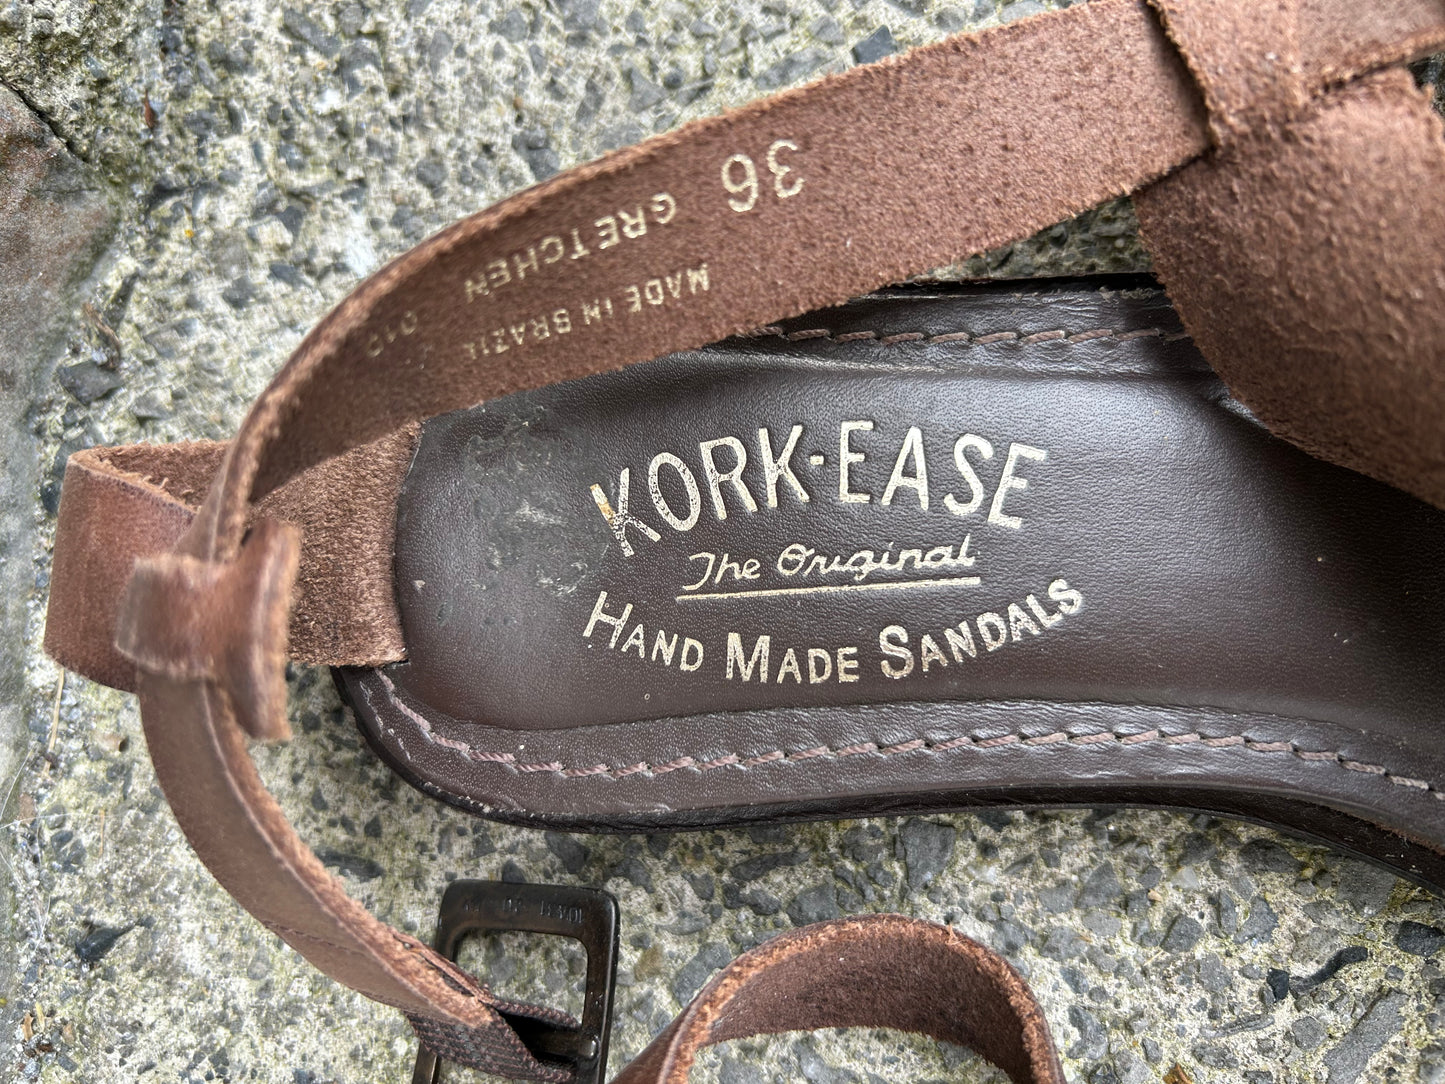 KORK-EASE
The Original
HAND MADE SANDALS
36 GRETCHEN
MADE IN BRAZIL